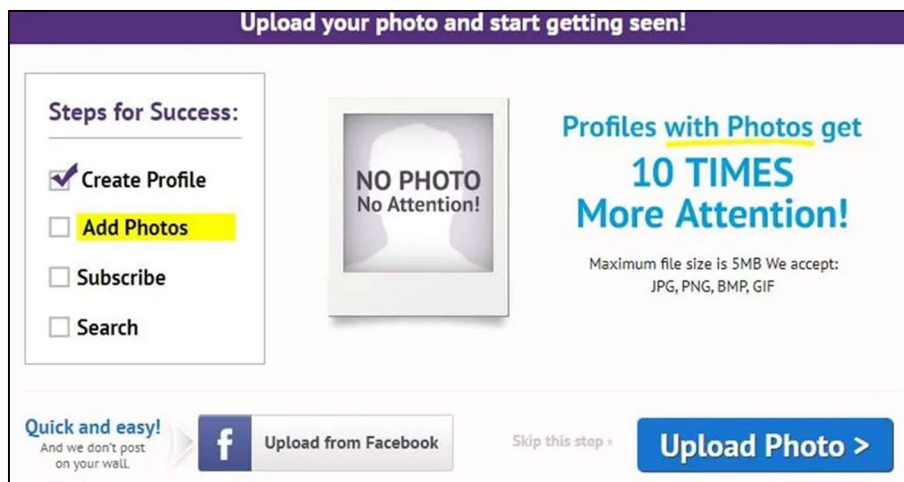 Upload your photo and start getting seen!
Steps for Success:
Create Profile
Add Photos
Subscribe
Search
NO PHOTO
No Attention!
Profiles with Photos get
10 TIMES
More Attention!
Maximum file size is 5MB We accept:
JPG, PNG, BMP, GIF
Quick and easy!
And we don't post
on your wall.
f
Upload from Facebook
Skip this step »
Upload Photo >